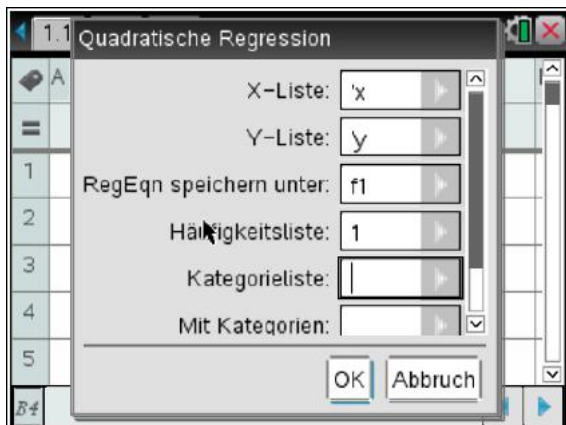 1.1
Quadratische Regression
A
X-Liste: 'x
Y-Liste: 'y
RegEqn speichern unter: f1
Häufigkeitsliste: 1
Kategorieliste:
Mit Kategorien:
=
1
2
3
4
5
OK Abbruch
B4